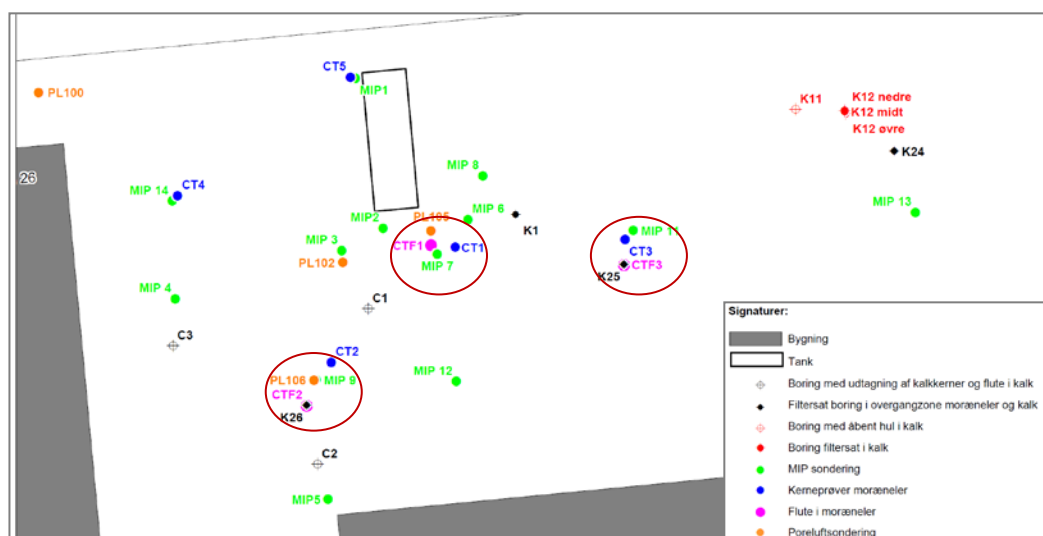 CT5
MIP1
PL100
K11
K12 nedre
K12 midt
K12 øvre
K24
26
MIP 14
CT4
MIP 8
MIP 13
MIP2
PL105
MIP 6
K1
MIP 3
CTF1
CT1
MIP 11
PL102
MIP 7
CT3
K25
CTF3
MIP 4
C1
C3
Signaturer:
CT2
Bygning
PL106
MIP 9
MIP 12
Tank
CTF2
K26
Boring med udtagning af kalkkerner og flute i kalk
Filtersat boring i overgangzone moræneler og kalk
Boring med åbent hul i kalk
C2
Boring filtersat i kalk
MIP sondering
MIP5
Kerneprøver moræneler
Flute i moræneler
Poreluftsondering